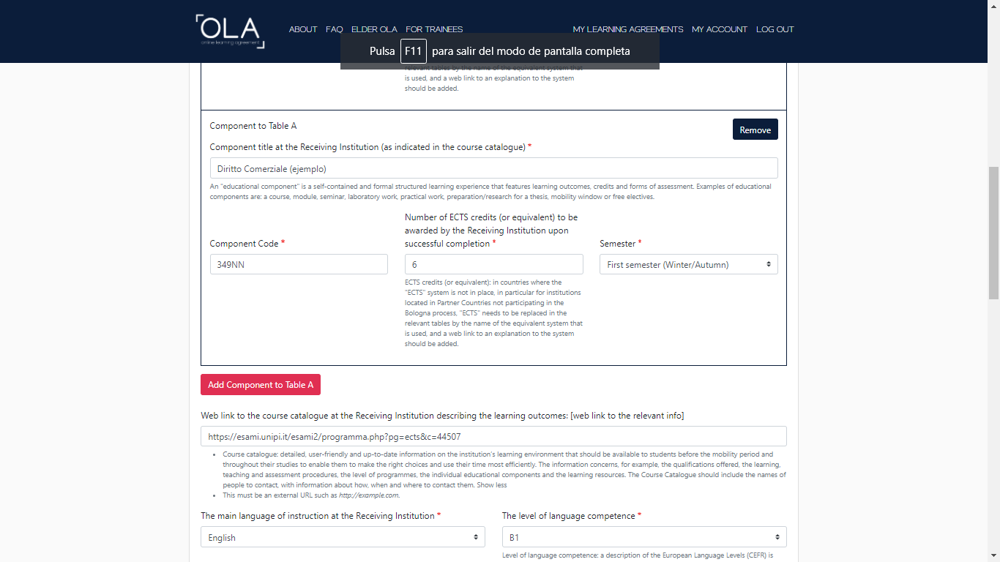 OLA
online learning agreement
ABOUT FAQ ELDER OLA FOR TRAINEES MY LEARNING AGREEMENTS MY ACCOUNT LOG OUT
Pulsa F11 para salir del modo de pantalla completa
relevant tables by the name of the equivalent system that
is used, and a web link to an explanation to the system
should be added.
Component to Table A
Remove
Component title at the Receiving Institution (as indicated in the course catalogue) *
Diritto Comerziale (ejemplo)
An "educational component" is a self-contained and formal structured learning experience that features learning outcomes, credits and forms of assessment. Examples of educational
components are: a course, module, seminar, laboratory work, practical work, preparation/research for a thesis, mobility window or free electives.
Component Code *
349NN
Number of ECTS credits (or equivalent) to be
awarded by the Receiving Institution upon
successful completion *
6
ECTS credits (or equivalent): in countries where the
"ECTS" system is not in place, in particular for institutions
located in Partner Countries not participating in the
Bologna process, "ECTS" needs to be replaced in the
relevant tables by the name of the equivalent system that
is used, and a web link to an explanation to the system
should be added.
Semester *
First semester (Winter/Autumn)
Add Component to Table A
Web link to the course catalogue at the Receiving Institution describing the learning outcomes: [web link to the relevant info]
https://esami.unipi.it/esami2/programma.php?pg=ects&c=44507
• Course catalogue: detailed, user-friendly and up-to-date information on the institution's learning environment that should be available to students before the mobility period and
throughout their studies to enable them to make the right choices and use their time most efficiently. The information concerns, for example, the qualifications offered, the learning,
teaching and assessment procedures, the level of programmes, the individual educational components and the learning resources. The Course Catalogue should include the names of
people to contact, with information about how, when and where to contact them. Show less
• This must be an external URL such as http://example.com.
The main language of instruction at the Receiving Institution *
English
The level of language competence *
B1
Level of language competence: a description of the European Language Levels (CEFR) is